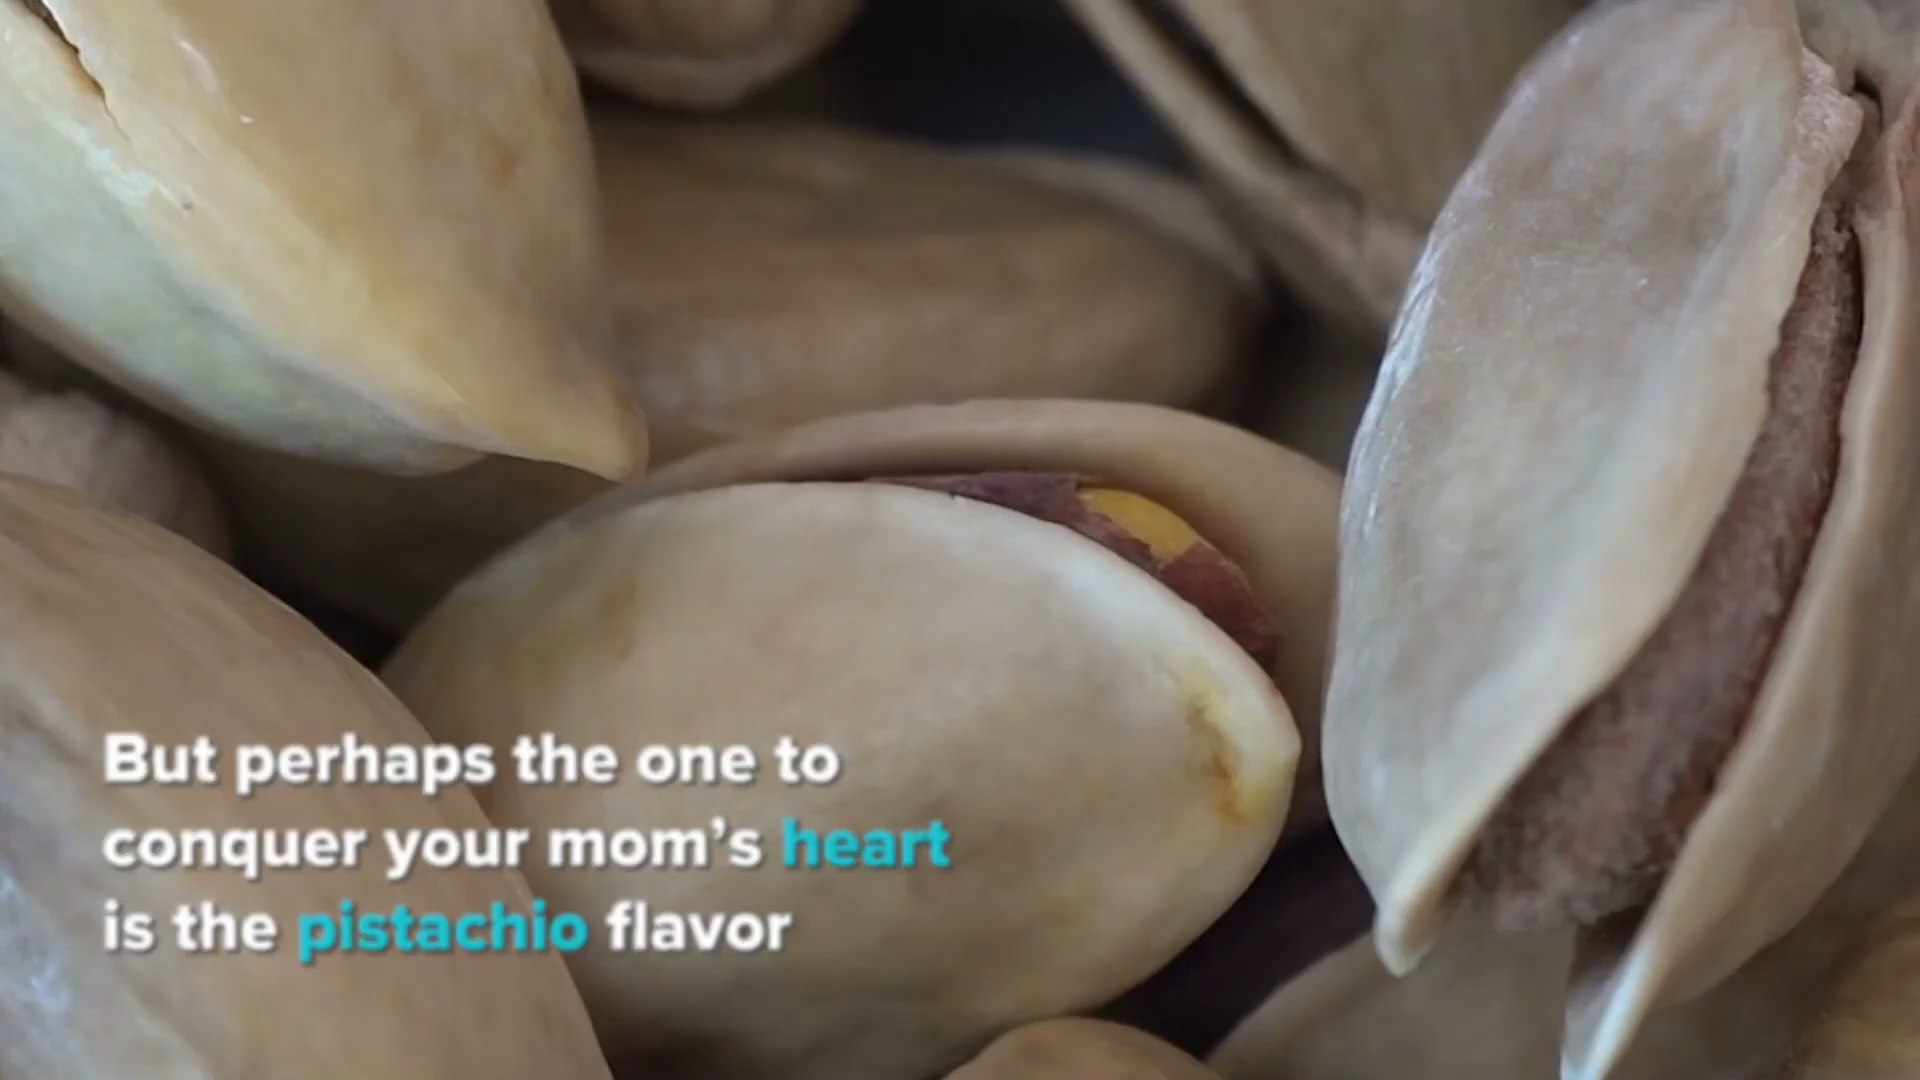 But perhaps the one to
conquer your mom’s heart
is the pistachio flavor